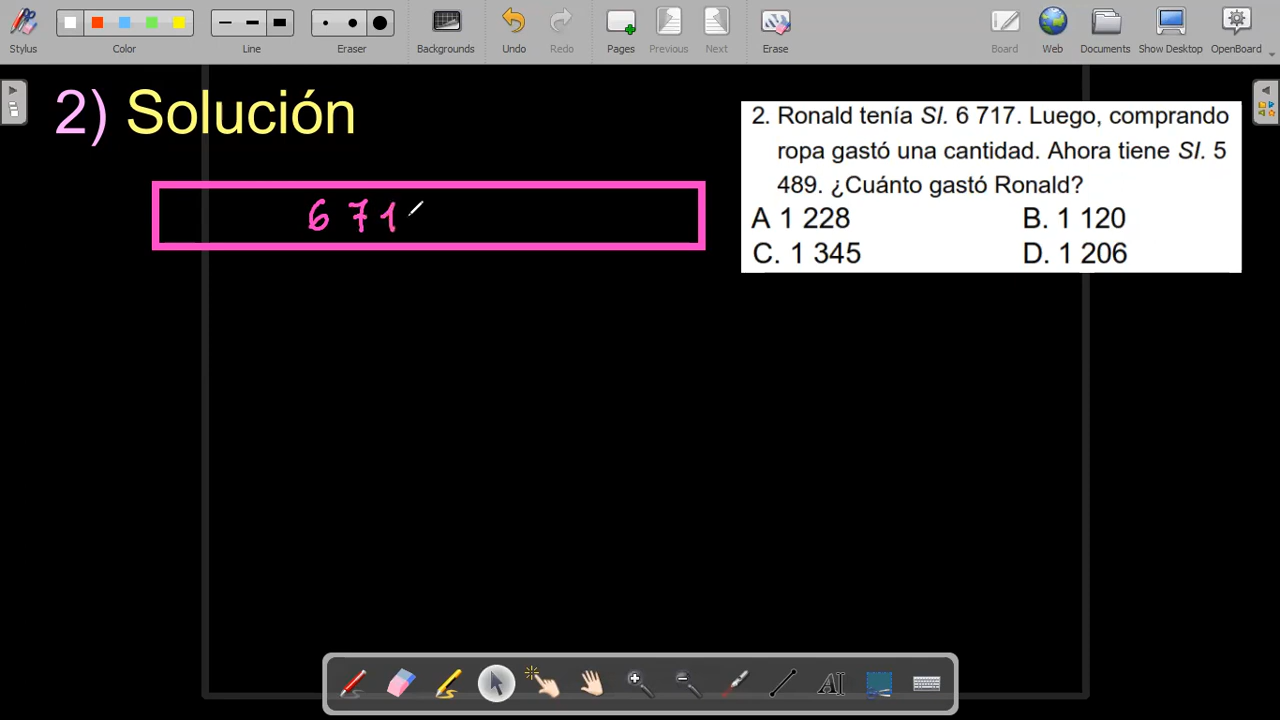 Stylus
Color
Line
Eraser
Backgrounds
Undo
Redo
Pages
Previous
Next
Erase
Board
Web
Documents
Show Desktop
OpenBoard
2) Solución
6 71
2. Ronald tenía S/. 6 717. Luego, comprando
ropa gastó una cantidad. Ahora tiene S/. 5
489. ¿Cuánto gastó Ronald?
A 1 228 B. 1 120
C. 1 345 D. 1 206
AI